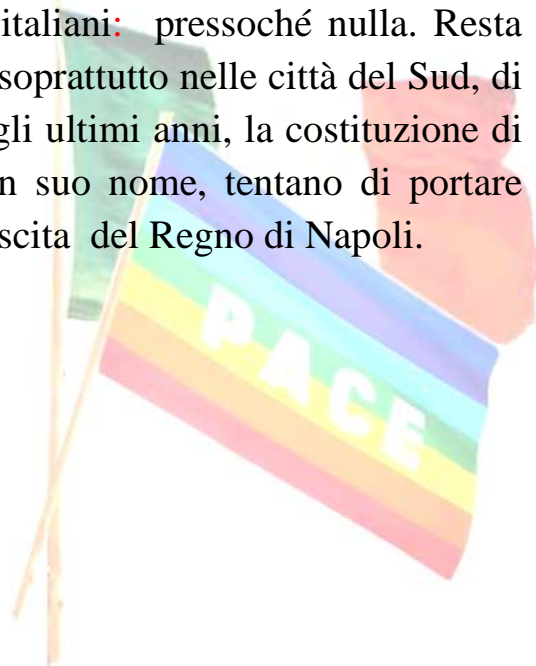 italiani: pressoché nulla. Resta
soprattutto nelle città del Sud, di
gli ultimi anni, la costituzione di
n suo nome, tentano di portare
scita del Regno di Napoli.
PACE